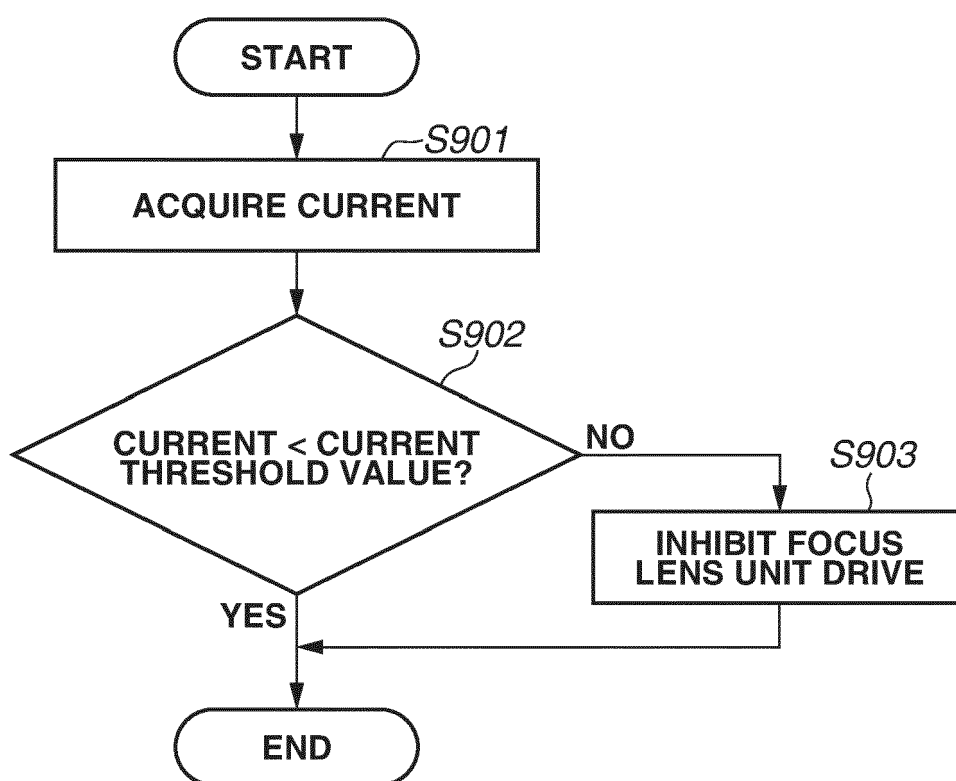 START
S901
ACQUIRE CURRENT
S902
CURRENT < CURRENT
THRESHOLD VALUE?
NO
S903
INHIBIT FOCUS
LENS UNIT DRIVE
YES
END